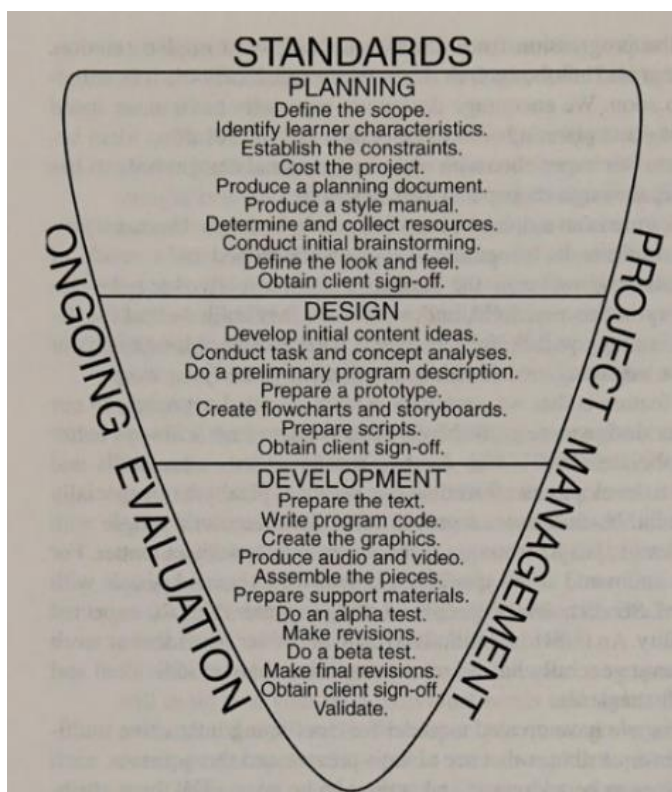 STANDARDS
PLANNING
Define the scope.
Identify learner characteristics.
Establish the constraints.
Cost the project.
Produce a planning document.
Produce a style manual.
Determine and collect resources.
Conduct initial brainstorming.
Define the look and feel.
Obtain client sign-off.
DESIGN
Develop initial content ideas.
Conduct task and concept analyses.
Do a preliminary program description.
Prepare a prototype.
Create flowcharts and storyboards.
Prepare scripts.
Obtain client sign-off.
DEVELOPMENT
Prepare the text.
Write program code.
Create the graphics.
Produce audio and video.
Assemble the pieces.
Prepare support materials.
Do an alpha test.
Make revisions.
Do a beta test.
Make final revisions.
Obtain client sign-off.
Validate.
ONGOING EVALUATION
PROJECT MANAGEMENT